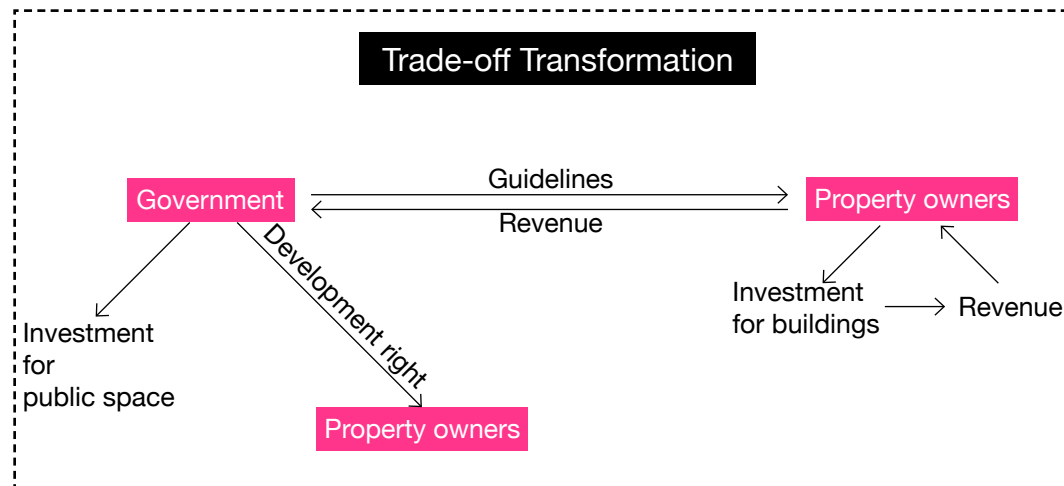 Trade-off Transformation
Guidelines
Government
Property owners
Revenue
Development right
Investment
for buildings
Revenue
Investment
for
public space
Property owners